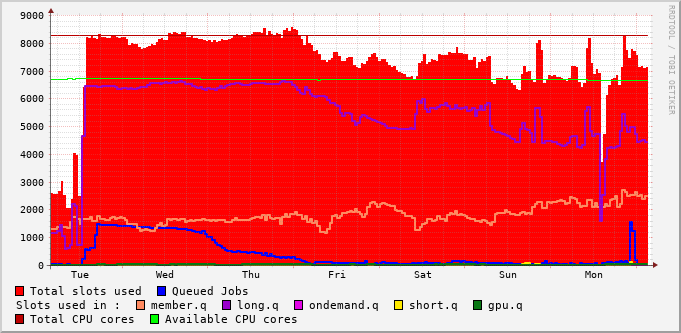 9000
8000
7000
6000
5000
4000
3000
2000
1000
0
Tue Wed Thu Fri Sat Sun Mon
RRDTOOL / TOBI OETIKER
Total slots used Queued Jobs
Slots used in : member.q long.q ondemand.q short.q gpu.q
Total CPU cores Available CPU cores